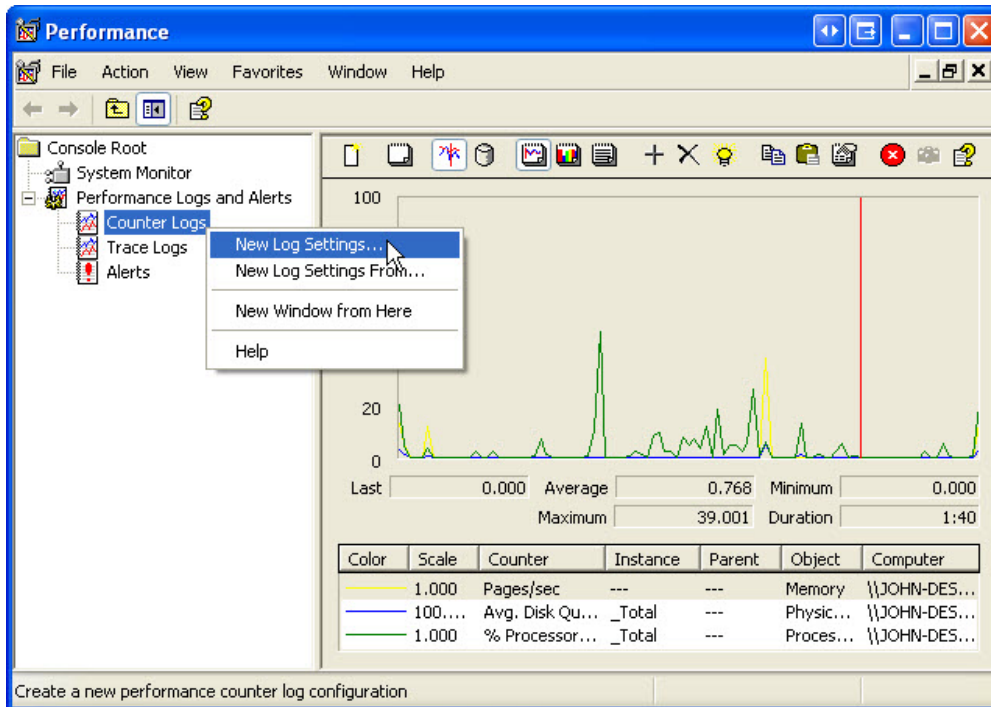 Performance
File Action View Favorites Window Help
Console Root
System Monitor
Performance Logs and Alerts
Counter Logs
Trace Logs
Alerts
New Log Settings...
New Log Settings From...
New Window from Here
Help
100
20
0
Last 0.000 Average 0.768 Minimum 0.000
Maximum 39.001 Duration 1:40
Color Scale Counter Instance Parent Object Computer
1.000 Pages/sec --- --- Memory \\JOHN-DES...
100.... Avg. Disk Qu... _Total --- Physic... \\JOHN-DES...
1.000 % Processor... _Total --- Proces... \\JOHN-DES...
Create a new performance counter log configuration